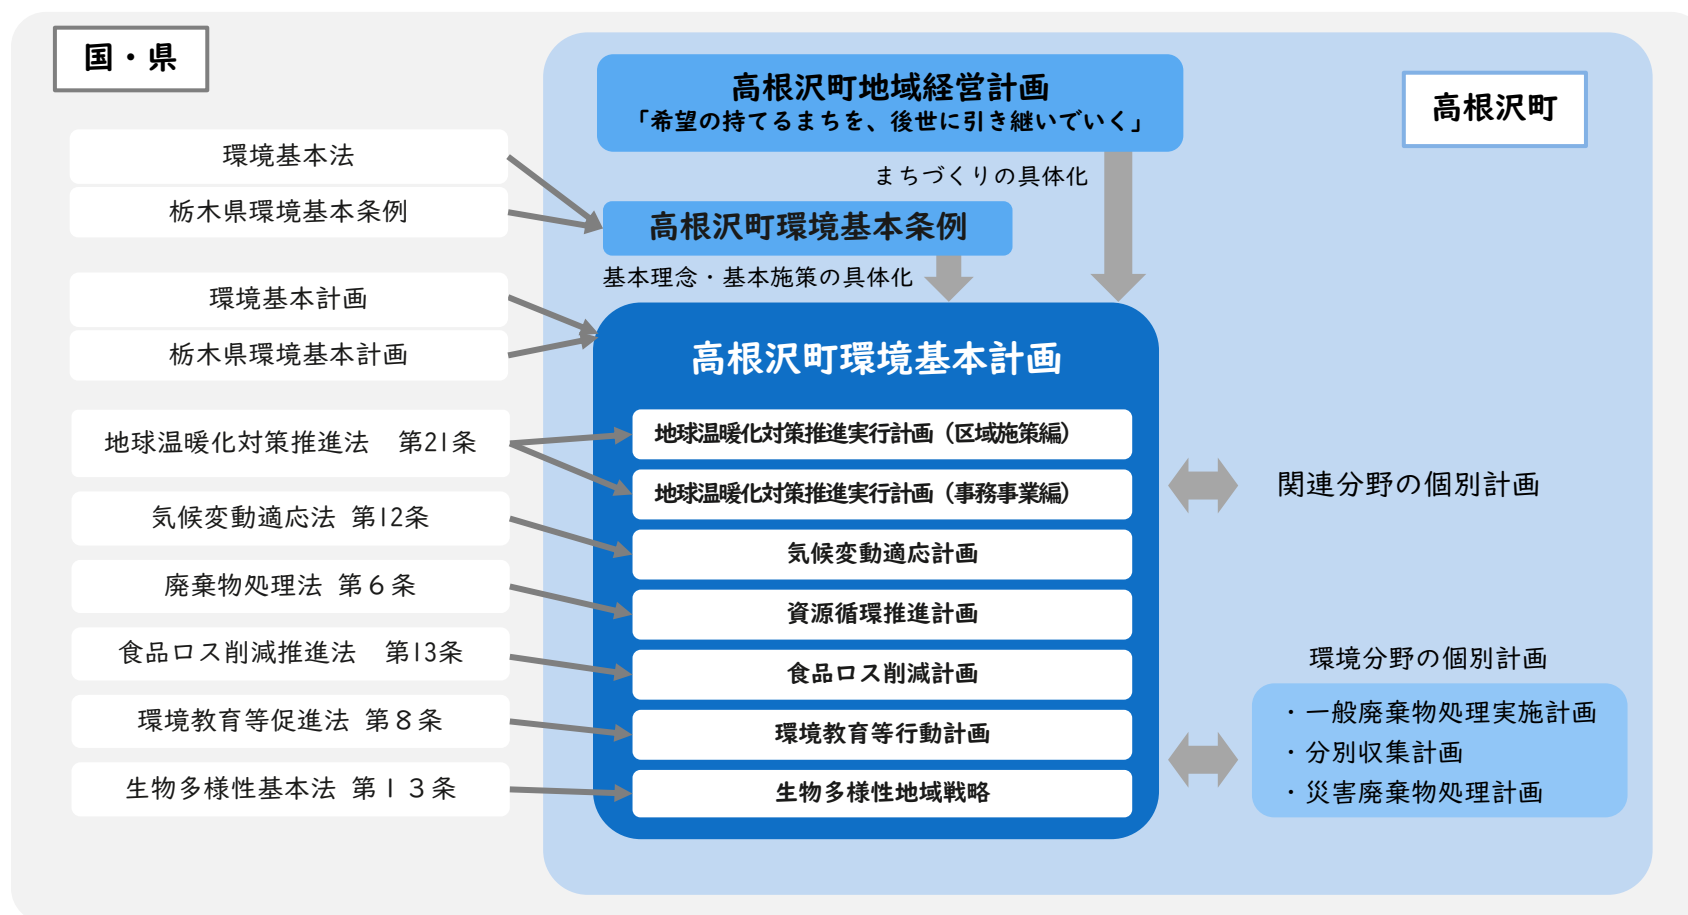 国・県
高根沢町
高根沢町地域経営計画
「希望の持てるまちを、後世に引き継いでいく」
まちづくりの具体化
環境基本法
栃木県環境基本条例
高根沢町環境基本条例
基本理念・基本施策の具体化
環境基本計画
栃木県環境基本計画
高根沢町環境基本計画
地球温暖化対策推進法　第21条
気候変動適応法 第12条
廃棄物処理法 第６条
食品ロス削減推進法　第13条
環境教育等促進法 第８条
生物多様性基本法 第１３条
地球温暖化対策推進実行計画（区域施策編）
地球温暖化対策推進実行計画（事務事業編）
気候変動適応計画
資源循環推進計画
食品ロス削減計画
環境教育等行動計画
生物多様性地域戦略
関連分野の個別計画
環境分野の個別計画
・一般廃棄物処理実施計画
・分別収集計画
・災害廃棄物処理計画